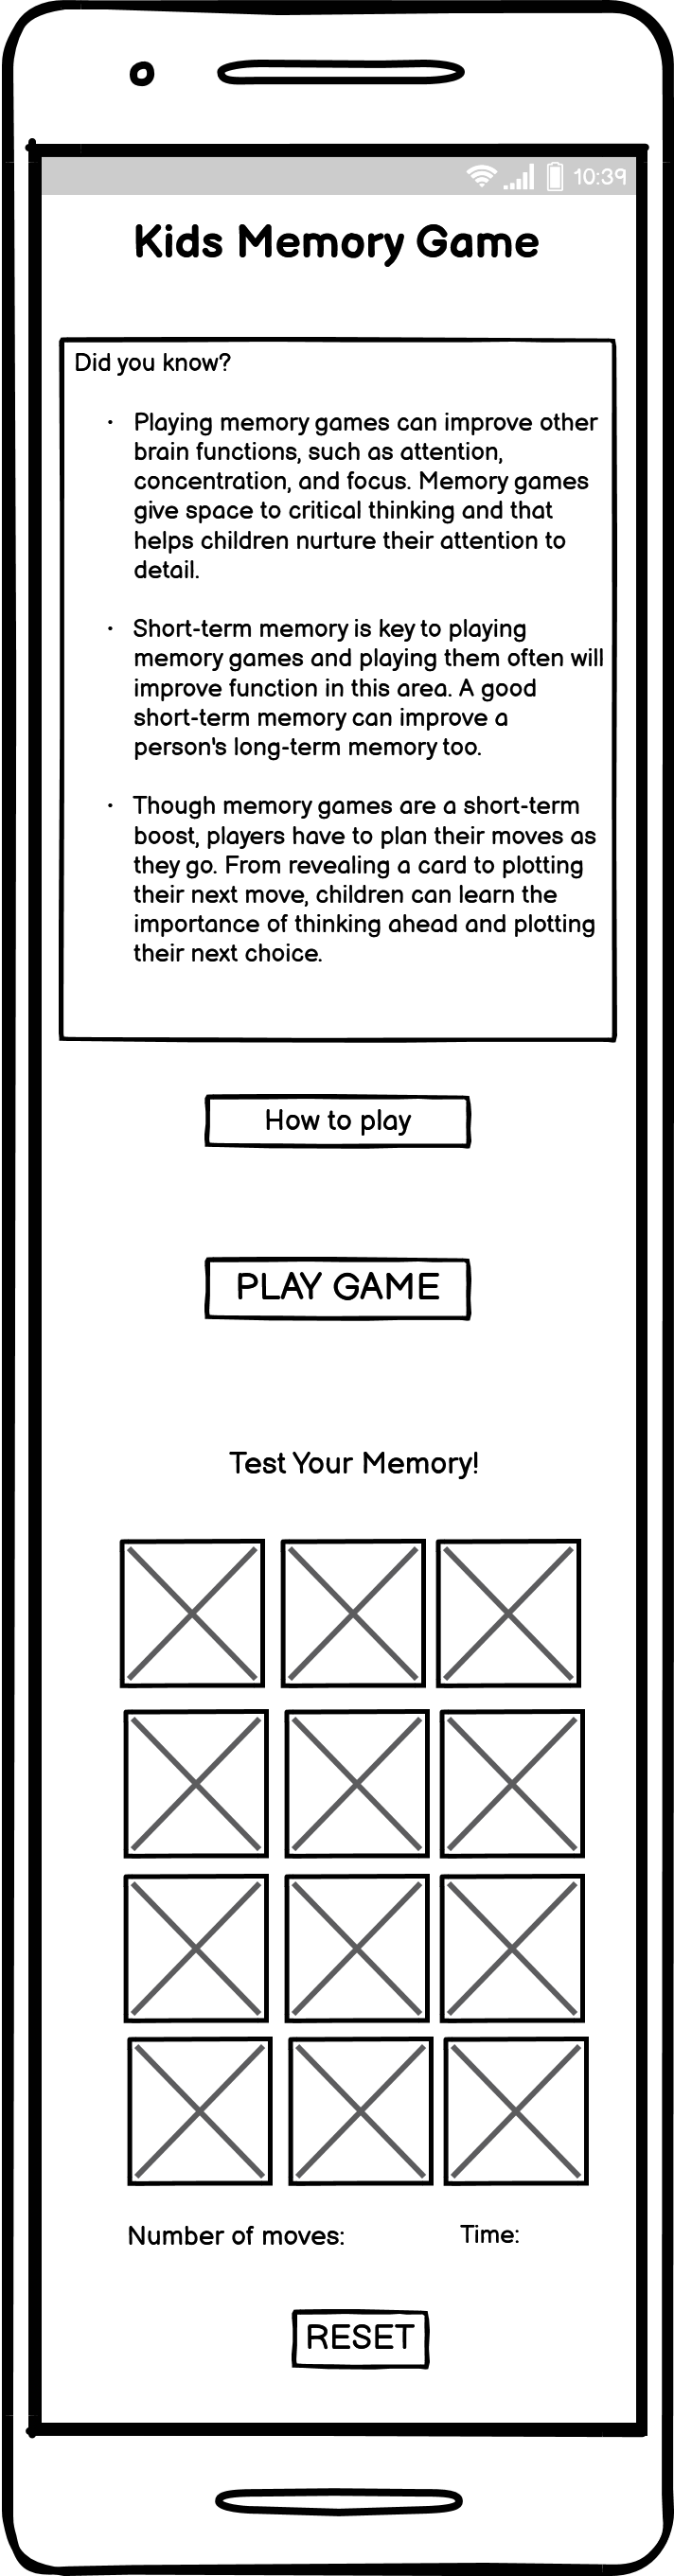 10:39
Kids Memory Game
Did you know?
• Playing memory games can improve other
brain functions, such as attention,
concentration, and focus. Memory games
give space to critical thinking and that
helps children nurture their attention to
detail.
• Short-term memory is key to playing
memory games and playing them often will
improve function in this area. A good
short-term memory can improve a
person's long-term memory too.
• Though memory games are a short-term
boost, players have to plan their moves as
they go. From revealing a card to plotting
their next move, children can learn the
importance of thinking ahead and plotting
their next choice.
How to play
PLAY GAME
Test Your Memory!
Number of moves: Time:
RESET